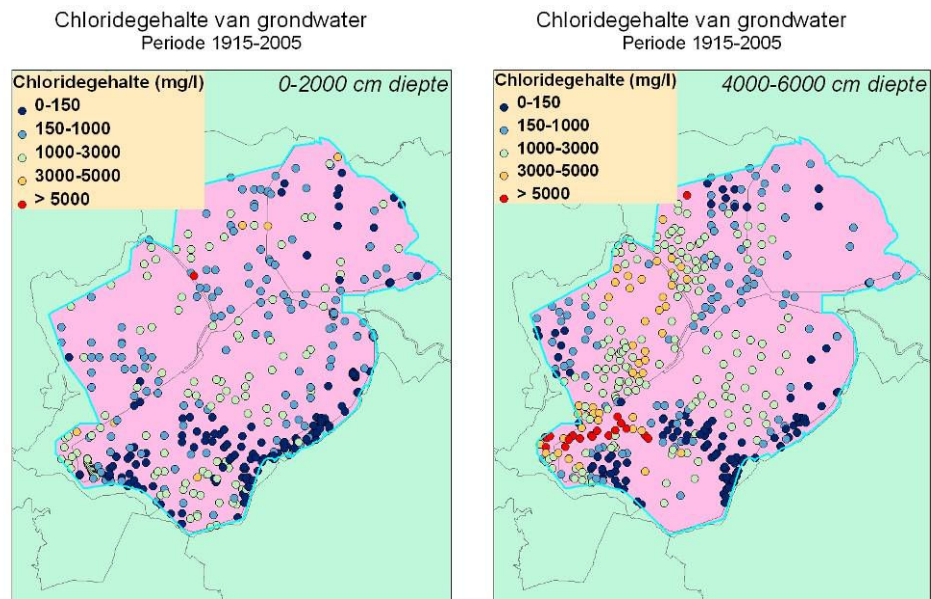 Chloridegehalte van grondwater
Periode 1915-2005
Chloridegehalte (mg/l)
0-150
150-1000
1000-3000
3000-5000
> 5000
0-2000 cm diepte
Chloridegehalte van grondwater
Periode 1915-2005
Chloridegehalte (mg/l)
0-150
150-1000
1000-3000
3000-5000
> 5000
4000-6000 cm diepte